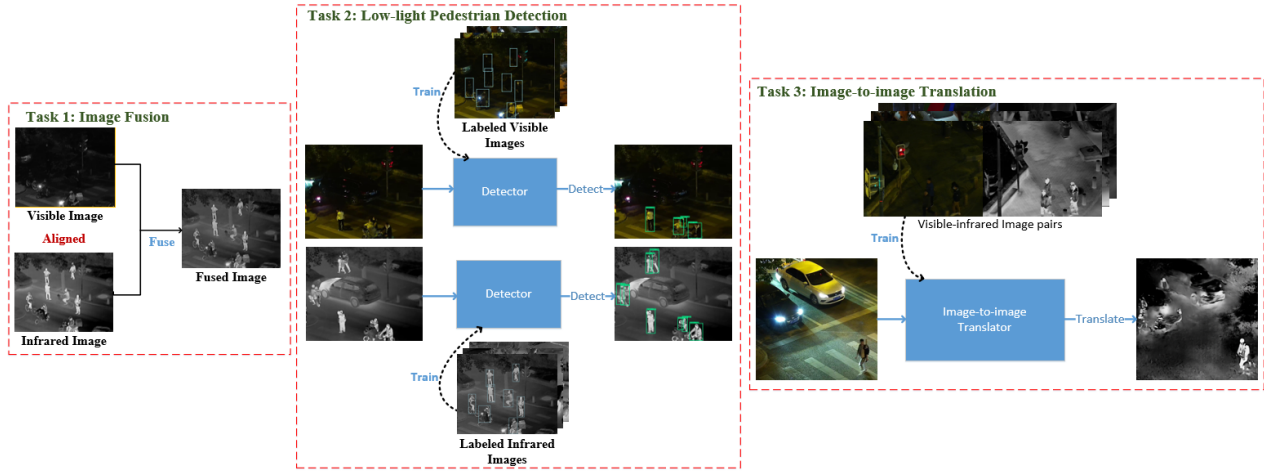 Task 1: Image Fusion
Visible Image
Aligned
Infrared Image
Fuse
Fused Image
Task 2: Low-light Pedestrian Detection
Train
Labeled Visible
Images
Detector
Detect
Detector
Detect
Train
Labeled Infrared
Images
Task 3: Image-to-image Translation
Visible-infrared Image pairs
Train
Image-to-image
Translator
Translate